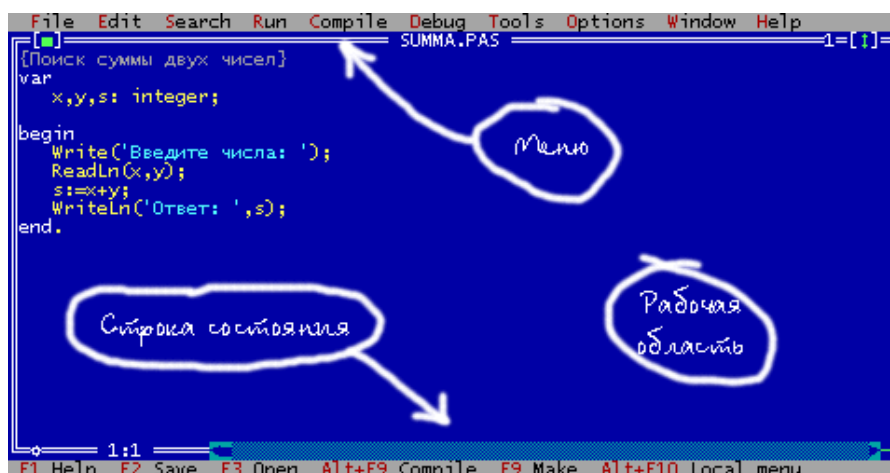 File Edit Search Run Compile Debug Tools Options Window Help
[■] SUMMA.PAS 1=[↕]
{Поиск суммы двух чисел}
var
x,y,s: integer;
begin
Write('Введите числа: ');
ReadLn(x,y);
s:=x+y;
WriteLn('Ответ: ',s);
end.
Меню
Рабочая
область
Строка состояния
1:1
F1 Help F2 Save F3 Open Alt+F9 Compile F9 Make Alt+F10 Local menu